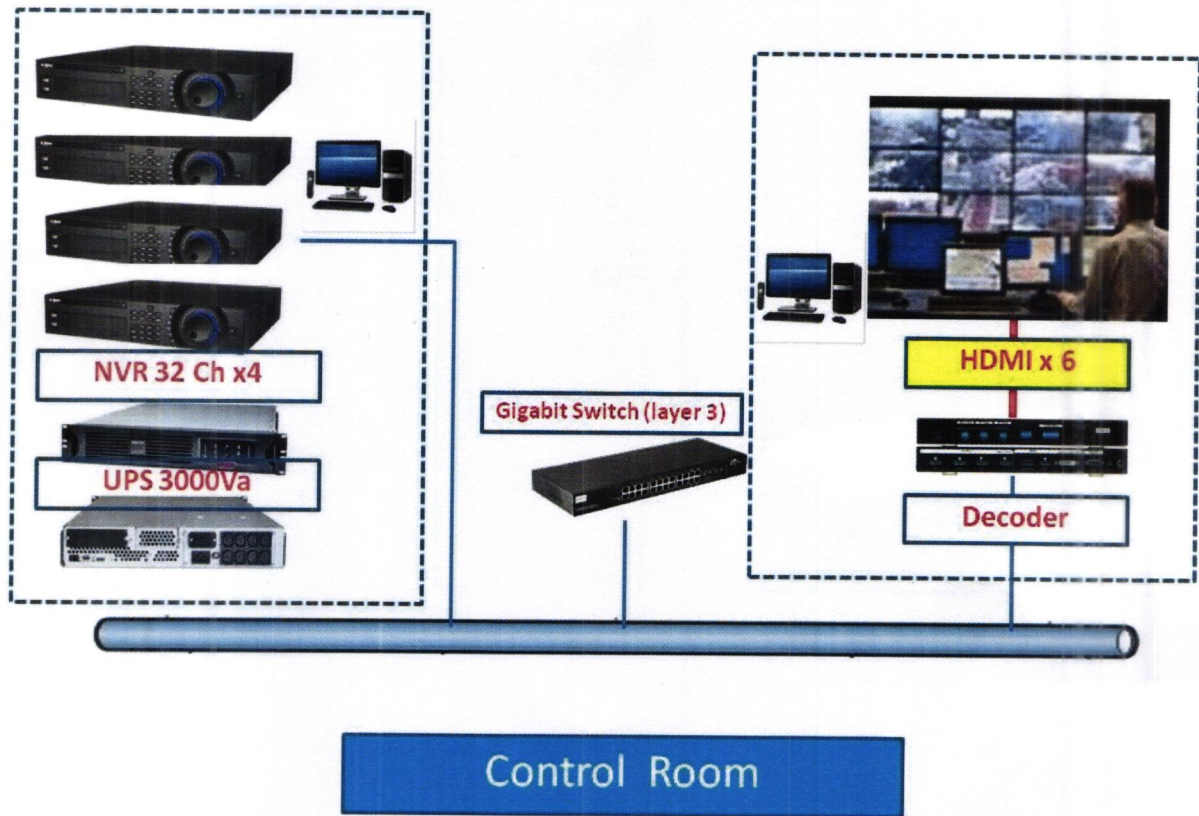 NVR 32 Ch x4
UPS 3000Va
Gigabit Switch (layer 3)
HDMI x 6
Decoder
Control Room